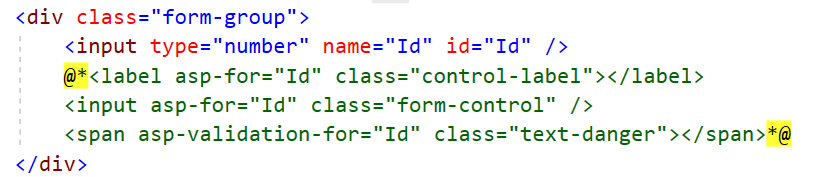 <div class="form-group">
    <input type="number" name="Id" id="Id" />
    @*<label asp-for="Id" class="control-label"></label>
    <input asp-for="Id" class="form-control" />
    <span asp-validation-for="Id" class="text-danger"></span>*@
</div>